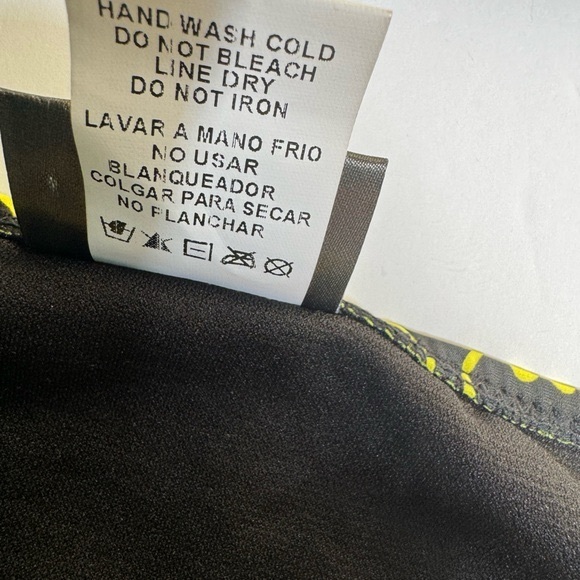 HAND WASH COLD
DO NOT BLEACH
LINE DRY
DO NOT IRON
LAVAR A MANO FRIO
NO USAR
BLANQUEADOR
COLGAR PARA SECAR
NO PLANCHAR